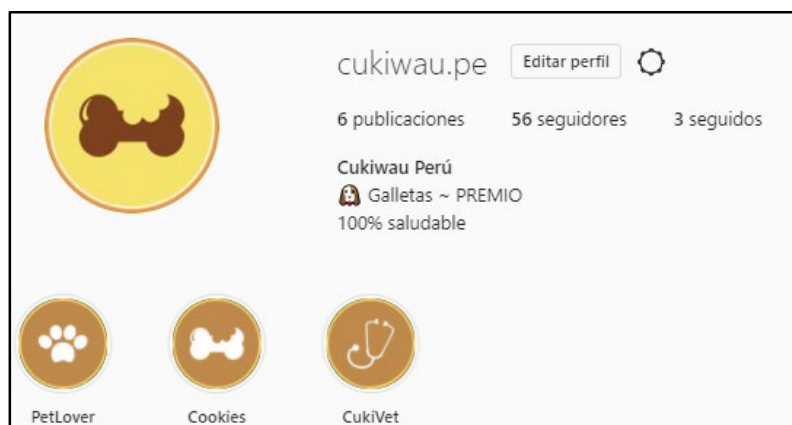 cukiwau.pe Editar perfil
6 publicaciones 56 seguidores 3 seguidos
Cukiwau Perú
Galletas ~ PREMIO
100% saludable
PetLover Cookies CukiVet